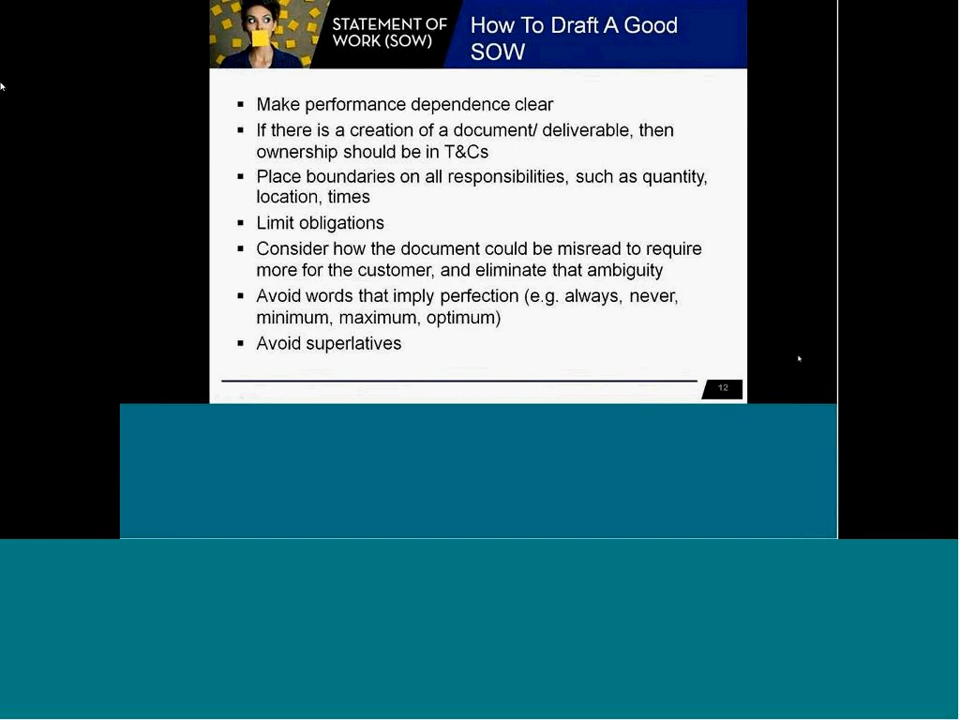 STATEMENT OF
WORK (SOW)
How To Draft A Good
SOW
▪ Make performance dependence clear
▪ If there is a creation of a document/ deliverable, then
ownership should be in T&Cs
▪ Place boundaries on all responsibilities, such as quantity,
location, times
▪ Limit obligations
▪ Consider how the document could be misread to require
more for the customer, and eliminate that ambiguity
▪ Avoid words that imply perfection (e.g. always, never,
minimum, maximum, optimum)
▪ Avoid superlatives
12